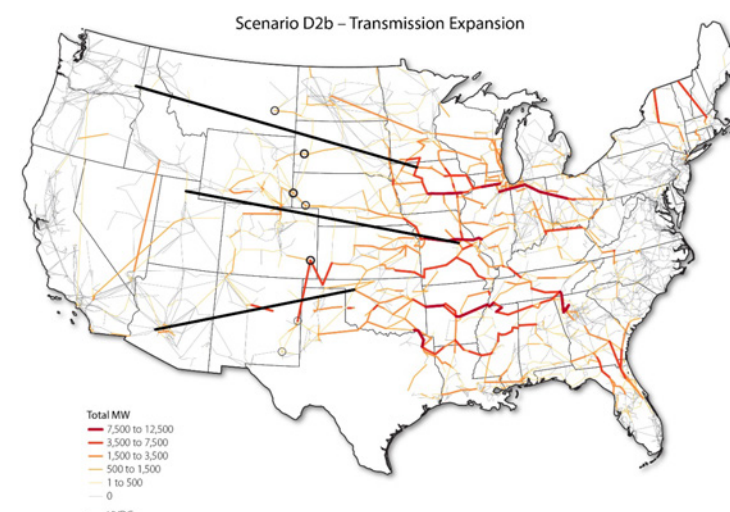 Scenario D2b – Transmission Expansion
Total MW
7,500 to 12,500
3,500 to 7,500
1,500 to 3,500
500 to 1,500
1 to 500
0